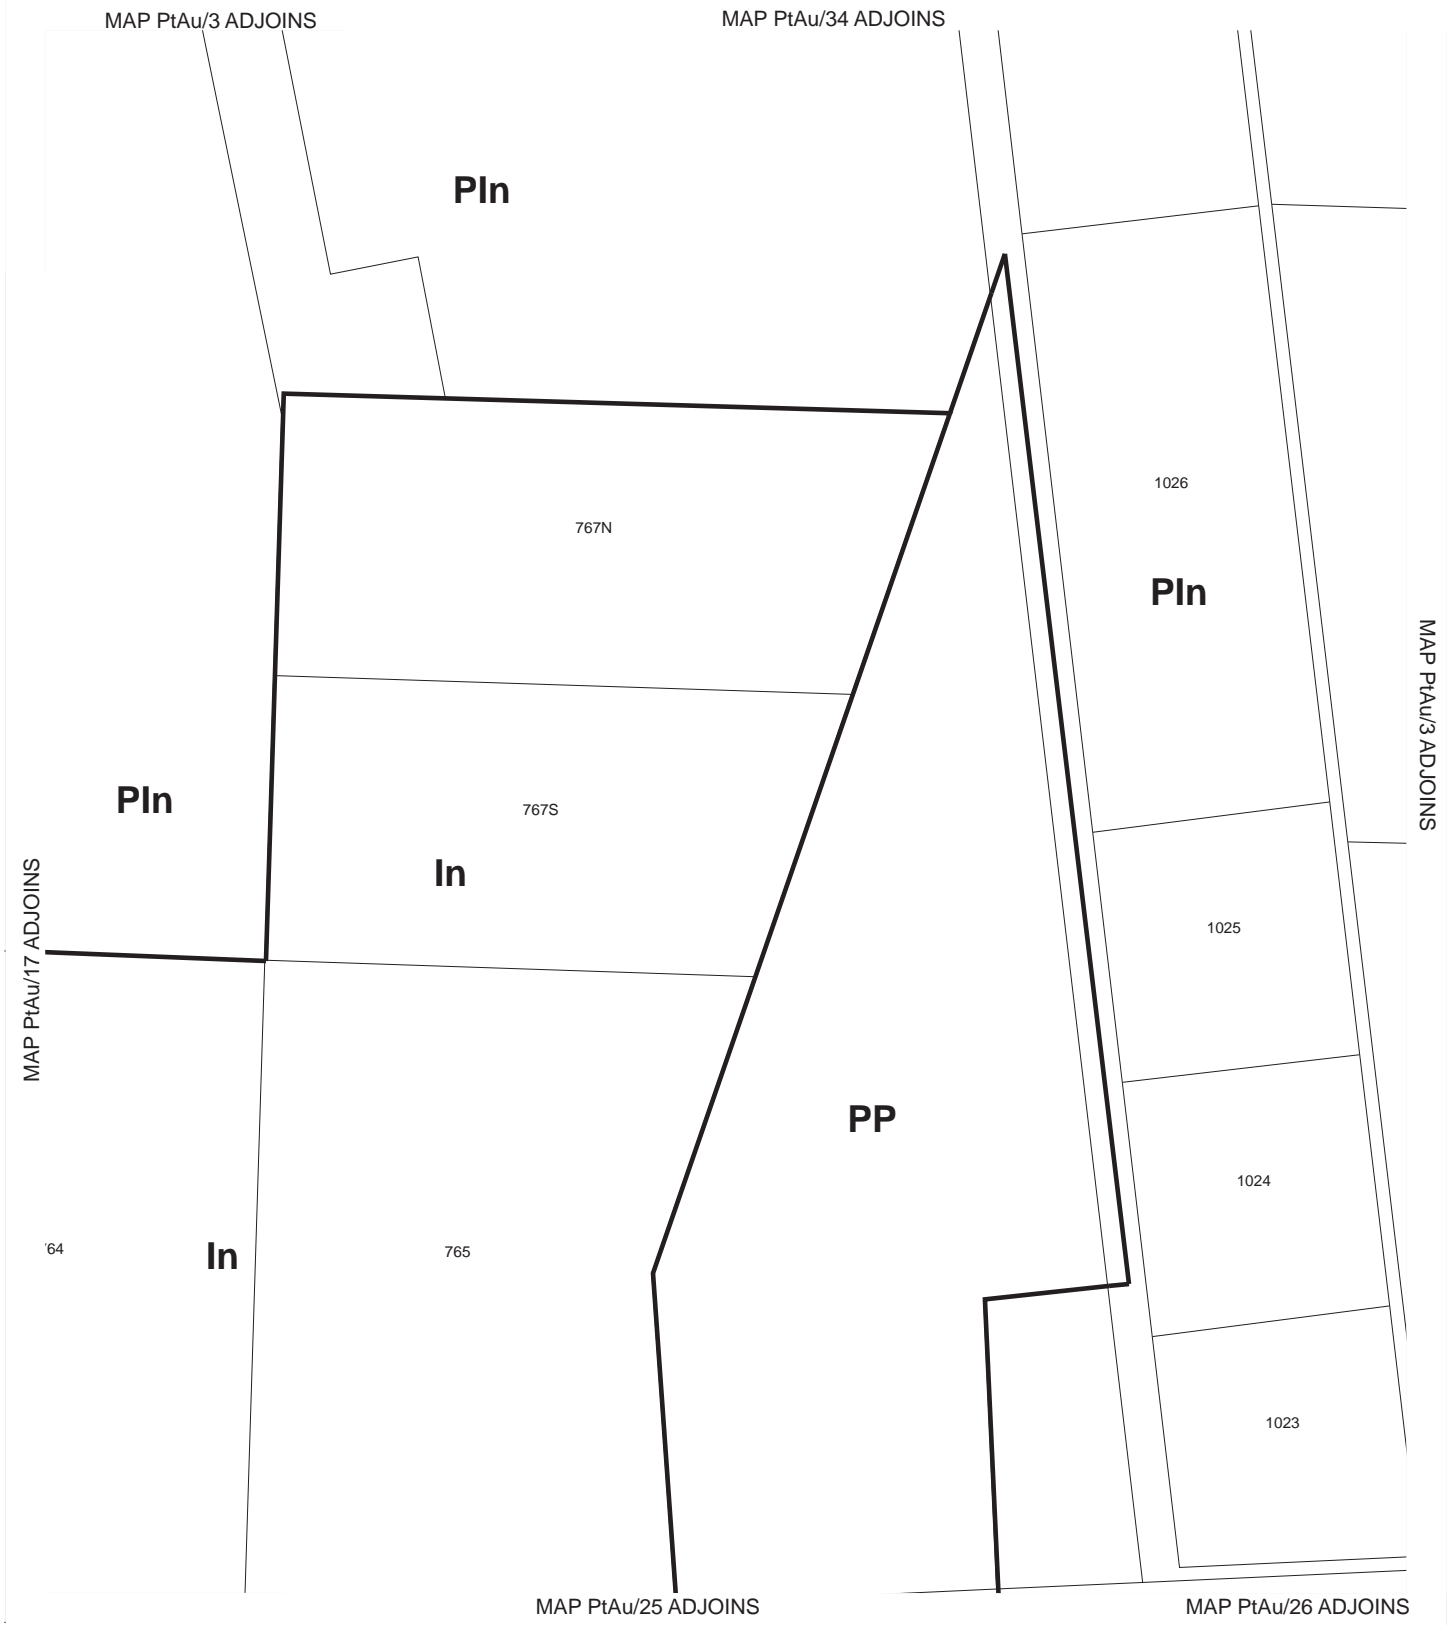 MAP PtAu/3 ADJOINS
MAP PtAu/34 ADJOINS
PIn
1026
767N
PIn
MAP PtAu/3 ADJOINS
PIn
767S
In
MAP PtAu/17 ADJOINS
1025
PP
1024
64
In
765
1023
MAP PtAu/25 ADJOINS
MAP PtAu/26 ADJOINS